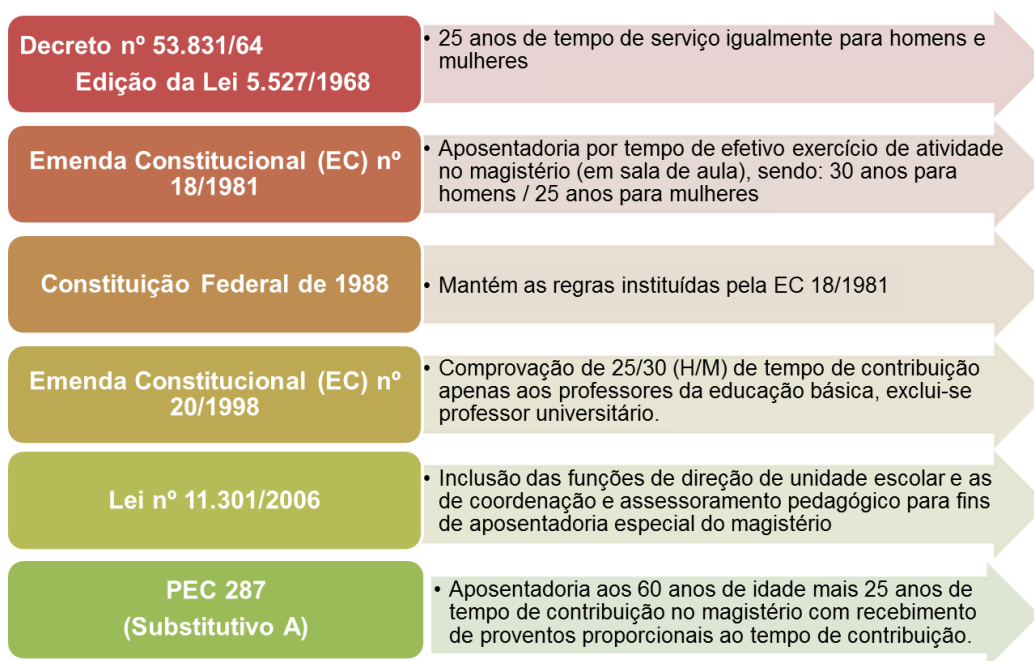 Decreto nº 53.831/64
Edição da Lei 5.527/1968
• 25 anos de tempo de serviço igualmente para homens e
mulheres
Emenda Constitucional (EC) nº
18/1981
• Aposentadoria por tempo de efetivo exercício de atividade
no magistério (em sala de aula), sendo: 30 anos para
homens / 25 anos para mulheres
Constituição Federal de 1988
• Mantém as regras instituídas pela EC 18/1981
Emenda Constitucional (EC) nº
20/1998
• Comprovação de 25/30 (H/M) de tempo de contribuição
apenas aos professores da educação básica, exclui-se
professor universitário.
Lei nº 11.301/2006
• Inclusão das funções de direção de unidade escolar e as
de coordenação e assessoramento pedagógico para fins
de aposentadoria especial do magistério
PEC 287
(Substitutivo A)
• Aposentadoria aos 60 anos de idade mais 25 anos de
tempo de contribuição no magistério com recebimento
de proventos proporcionais ao tempo de contribuição.